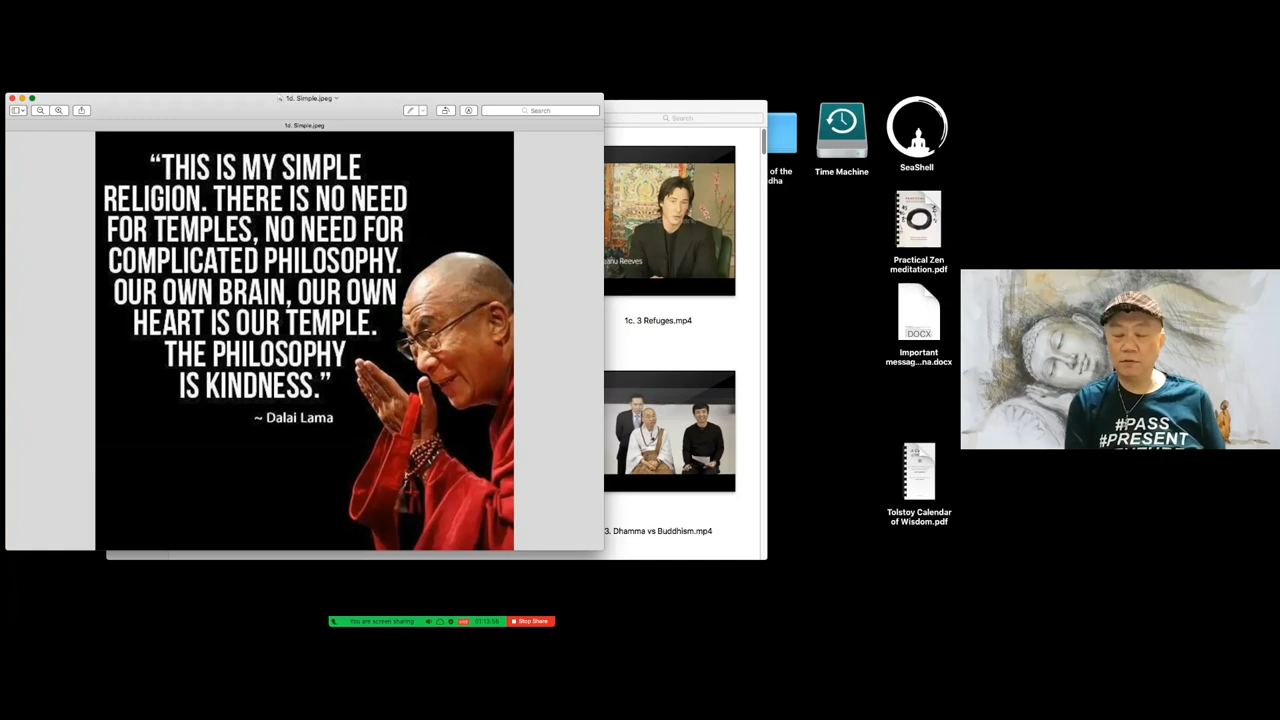 1d. Simple.jpeg
Search
1d. Simple.jpeg
“THIS IS MY SIMPLE
RELIGION. THERE IS NO NEED
FOR TEMPLES, NO NEED FOR
COMPLICATED PHILOSOPHY.
OUR OWN BRAIN, OUR OWN
HEART IS OUR TEMPLE.
THE PHILOSOPHY
IS KINDNESS.”
~ Dalai Lama
Search
eanu Reeves
1c. 3 Refuges.mp4
3. Dhamma vs Buddhism.mp4
of the
dha
Time Machine
SeaShell
Practical Zen
meditation.pdf
DOCX
Important
messag...na.docx
Tolstoy Calendar
of Wisdom.pdf
#PASS
#PRESENT
You are screen sharing
01:13:56
Stop Share